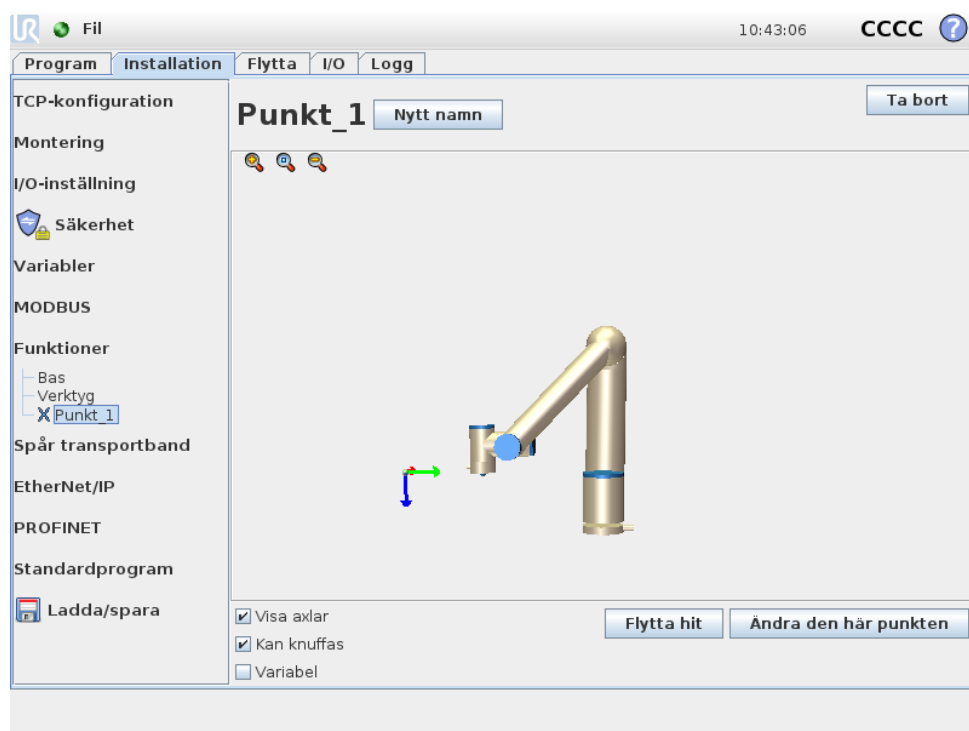 UR Fil 10:43:06 CCCC ?
Program Installation Flytta I/O Logg
TCP-konfiguration
Montering
I/O-inställning
Säkerhet
Variabler
MODBUS
Funktioner
Bas
Verktyg
Punkt_1
Spår transportband
EtherNet/IP
PROFINET
Standardprogram
Ladda/spara
Punkt_1 Nytt namn Ta bort
Visa axlar
Kan knuffas
Variabel
Flytta hit Ändra den här punkten